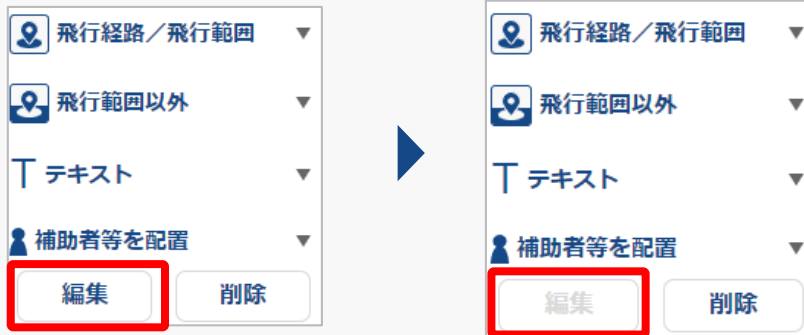 飛行経路／飛行範囲 ▼
飛行範囲以外 ▼
T テキスト ▼
補助者等を配置 ▼
編集 削除
飛行経路／飛行範囲 ▼
飛行範囲以外 ▼
T テキスト ▼
補助者等を配置 ▼
編集 削除